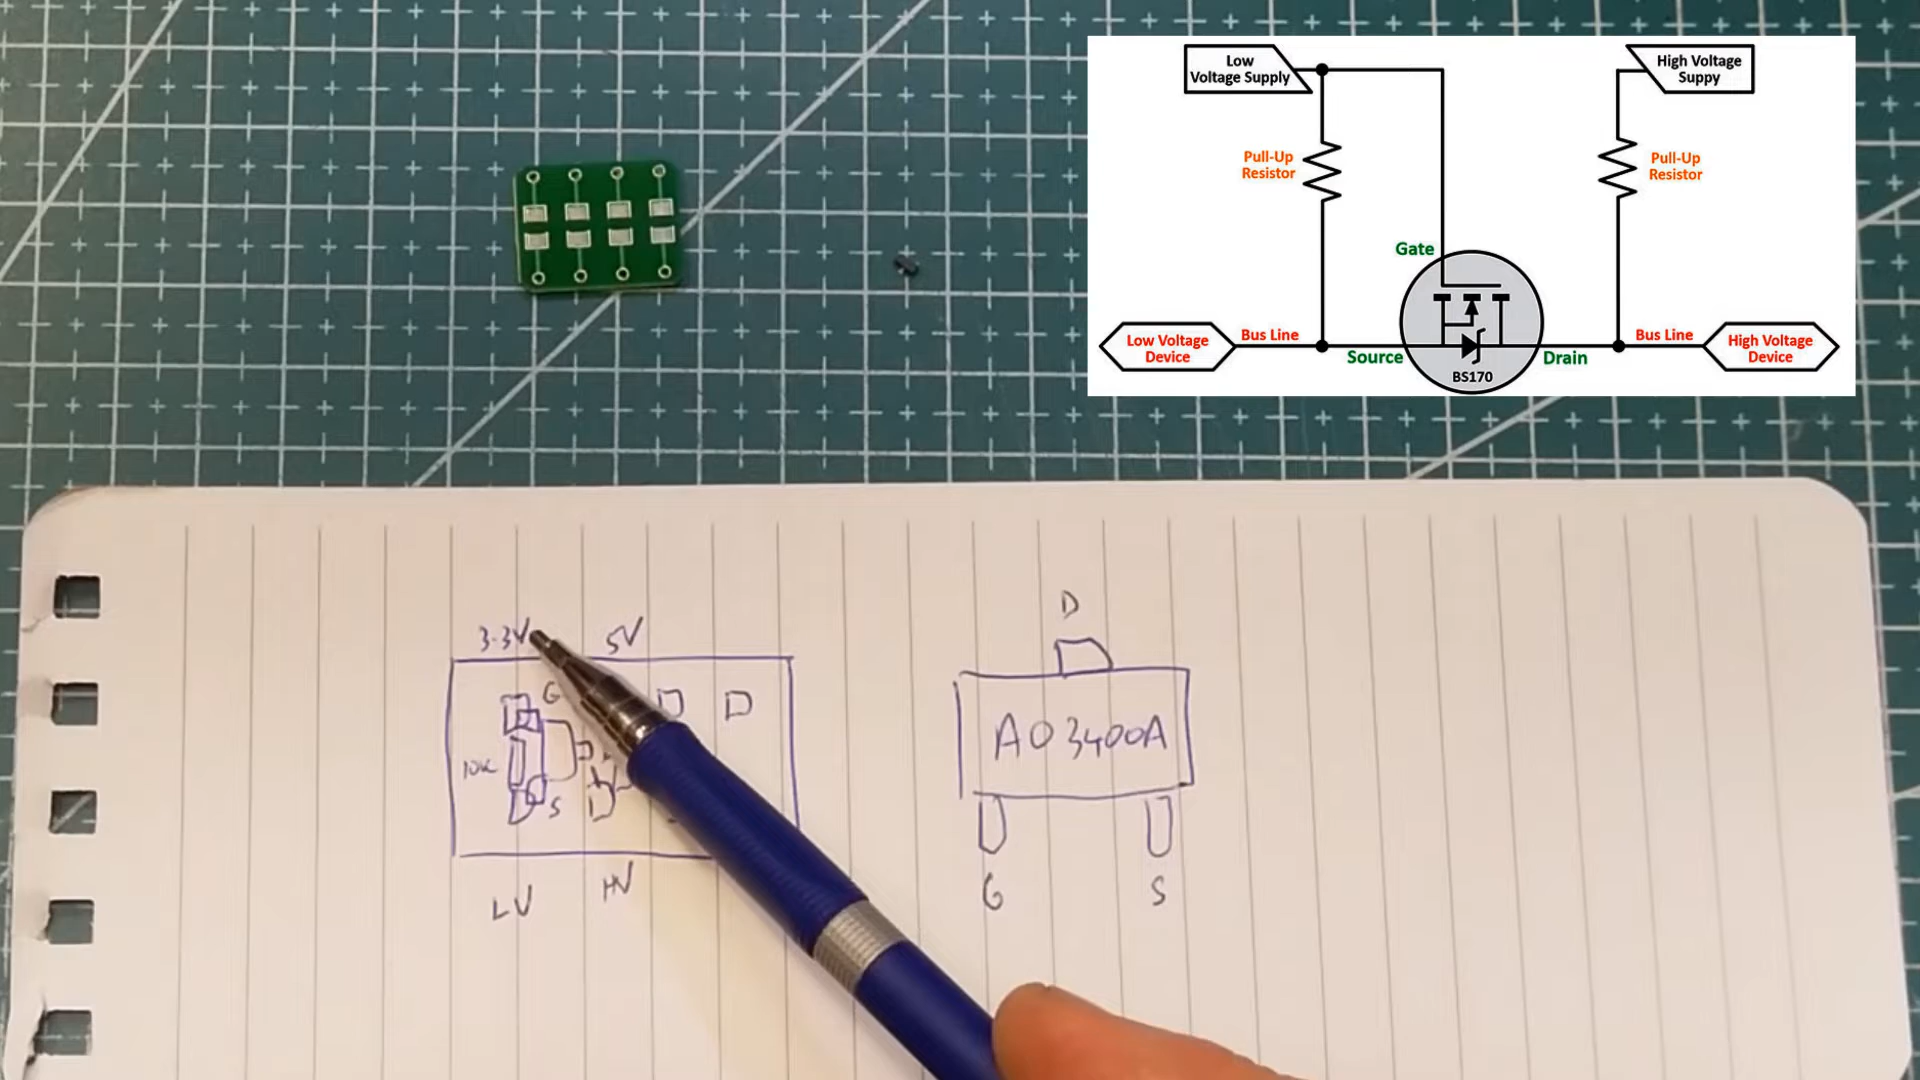 Low
Voltage Supply
High Voltage
Suppy
Pull-Up
Resistor
Pull-Up
Resistor
Gate
Low Voltage
Device
Bus Line
Source
BS170
Drain
Bus Line
High Voltage
Device
3.3V
5V
G
10K
S
LV
HV
D
AO3400A
G
S